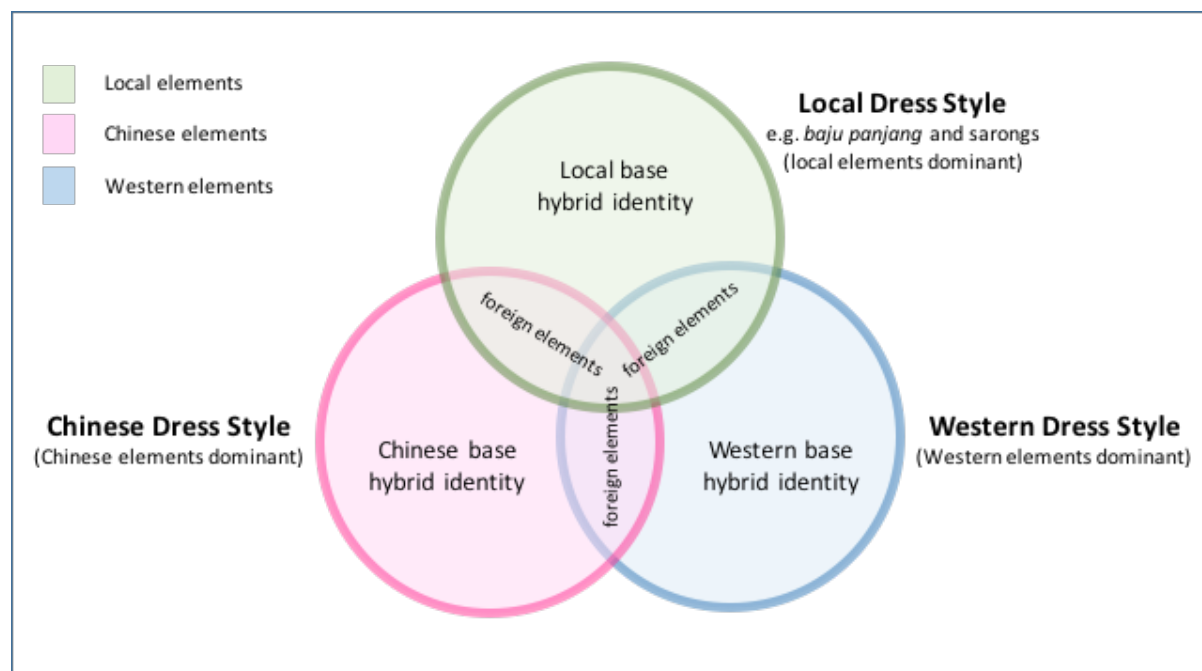 Local elements
Chinese elements
Western elements
Local Dress Style
e.g. baju panjang and sarongs
(local elements dominant)
Local base
hybrid identity
foreign elements
foreign elements
foreign elements
Chinese Dress Style
(Chinese elements dominant)
Chinese base
hybrid identity
Western base
hybrid identity
Western Dress Style
(Western elements dominant)